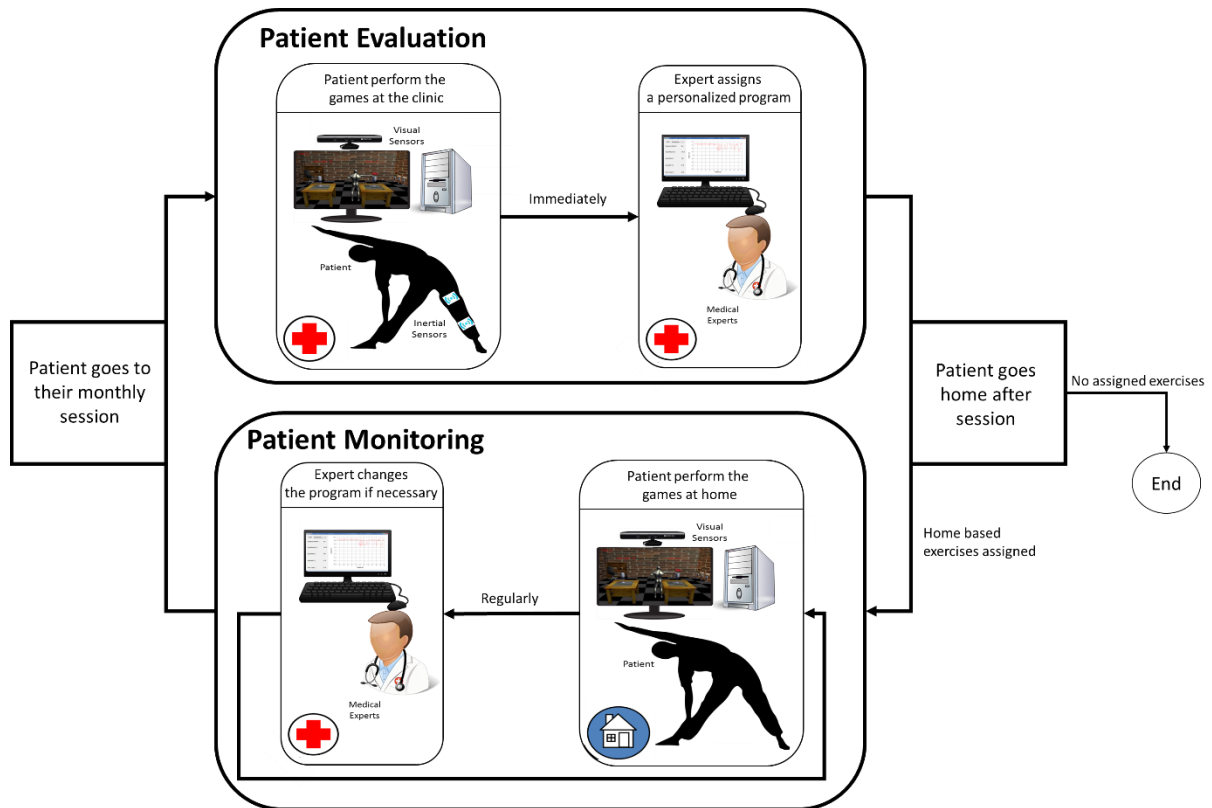 Patient Evaluation
Patient perform the
games at the clinic
Visual
Sensors
Patient
Inertial
Sensors
Immediately
Expert assigns
a personalized program
Medical
Experts
Patient goes to
their monthly
session
Patient goes
home after
session
No assigned exercises
End
Home based
exercises assigned
Patient Monitoring
Expert changes
the program if necessary
Medical
Experts
Regularly
Patient perform the
games at home
Visual
Sensors
Patient